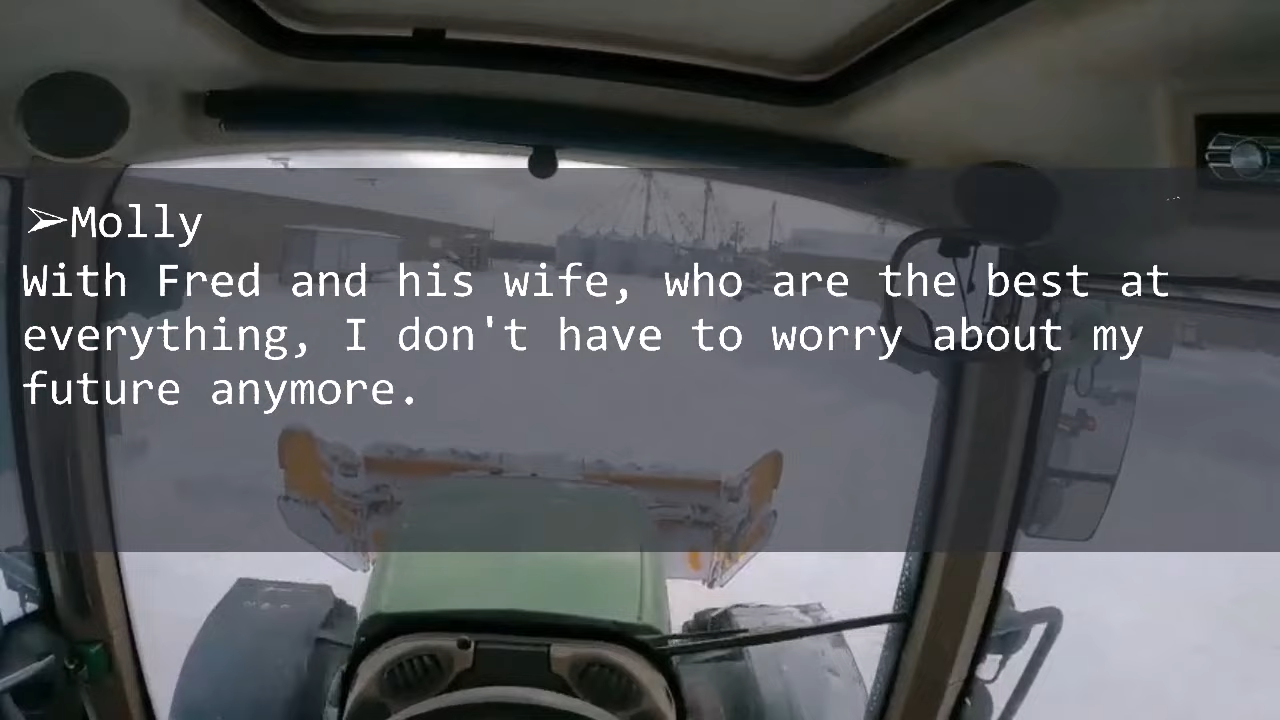 ➢Molly
With Fred and his wife, who are the best at
everything, I don't have to worry about my
future anymore.